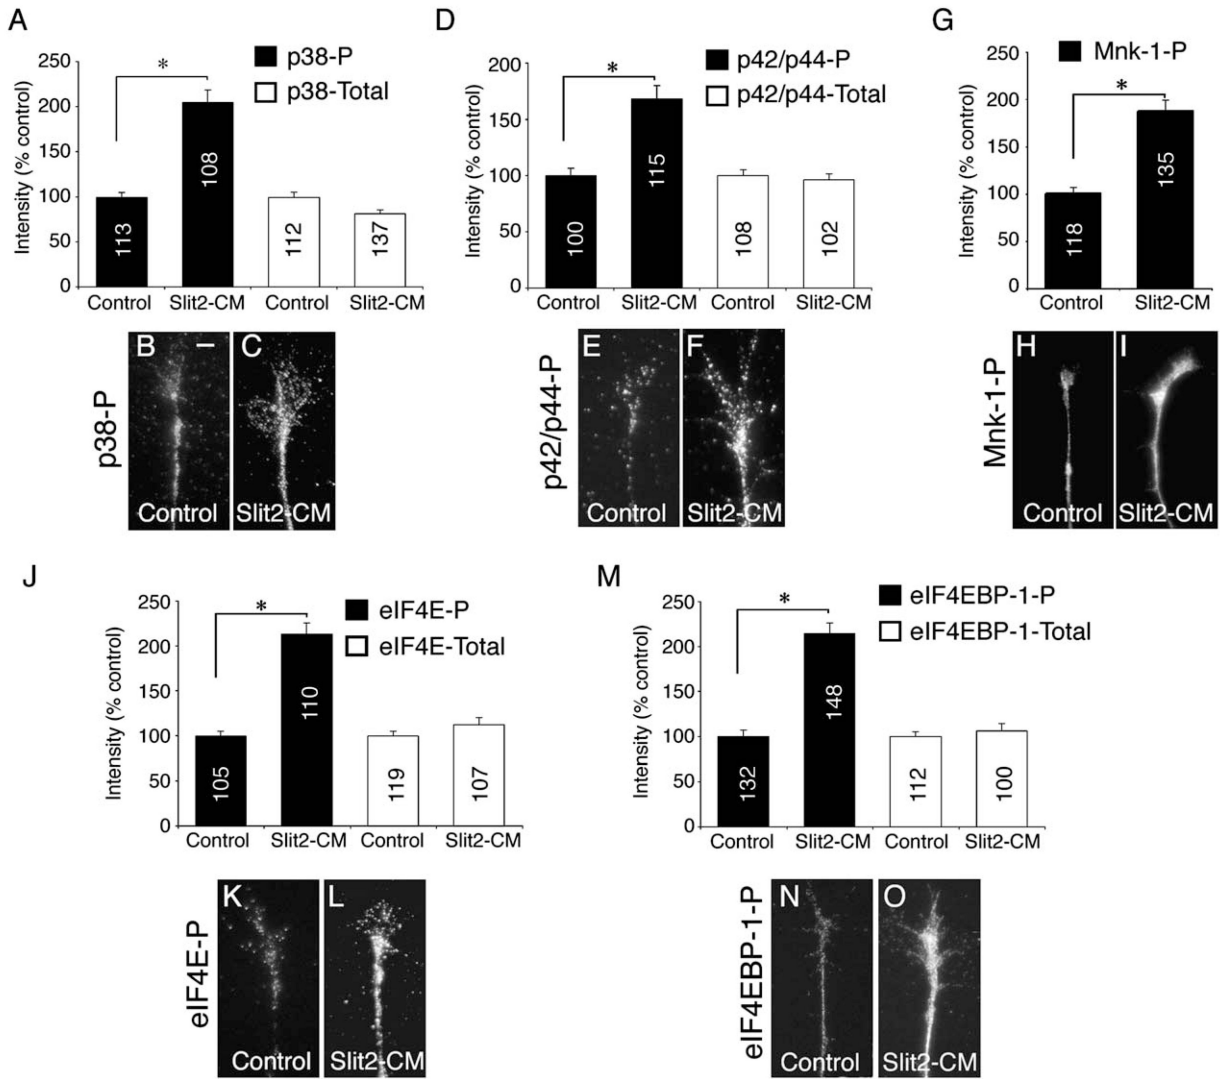 A
p38-P
p38-Total
Intensity (% control)
250
200
150
100
50
0
*
113
108
112
137
Control
Slit2-CM
Control
Slit2-CM
p38-P
B
Control
C
Slit2-CM
D
p42/p44-P
p42/p44-Total
Intensity (% control)
200
150
100
50
0
*
100
115
108
102
Control
Slit2-CM
Control
Slit2-CM
p42/p44-P
E
Control
F
Slit2-CM
G
Mnk-1-P
Intensity (% control)
250
200
150
100
50
0
*
118
135
Control
Slit2-CM
Mnk-1-P
H
Control
I
Slit2-CM
J
eIF4E-P
eIF4E-Total
Intensity (% control)
250
200
150
100
50
0
*
105
110
119
107
Control
Slit2-CM
Control
Slit2-CM
eIF4E-P
K
Control
L
Slit2-CM
M
eIF4EBP-1-P
eIF4EBP-1-Total
Intensity (% control)
250
200
150
100
50
0
*
132
148
112
100
Control
Slit2-CM
Control
Slit2-CM
eIF4EBP-1-P
N
Control
O
Slit2-CM